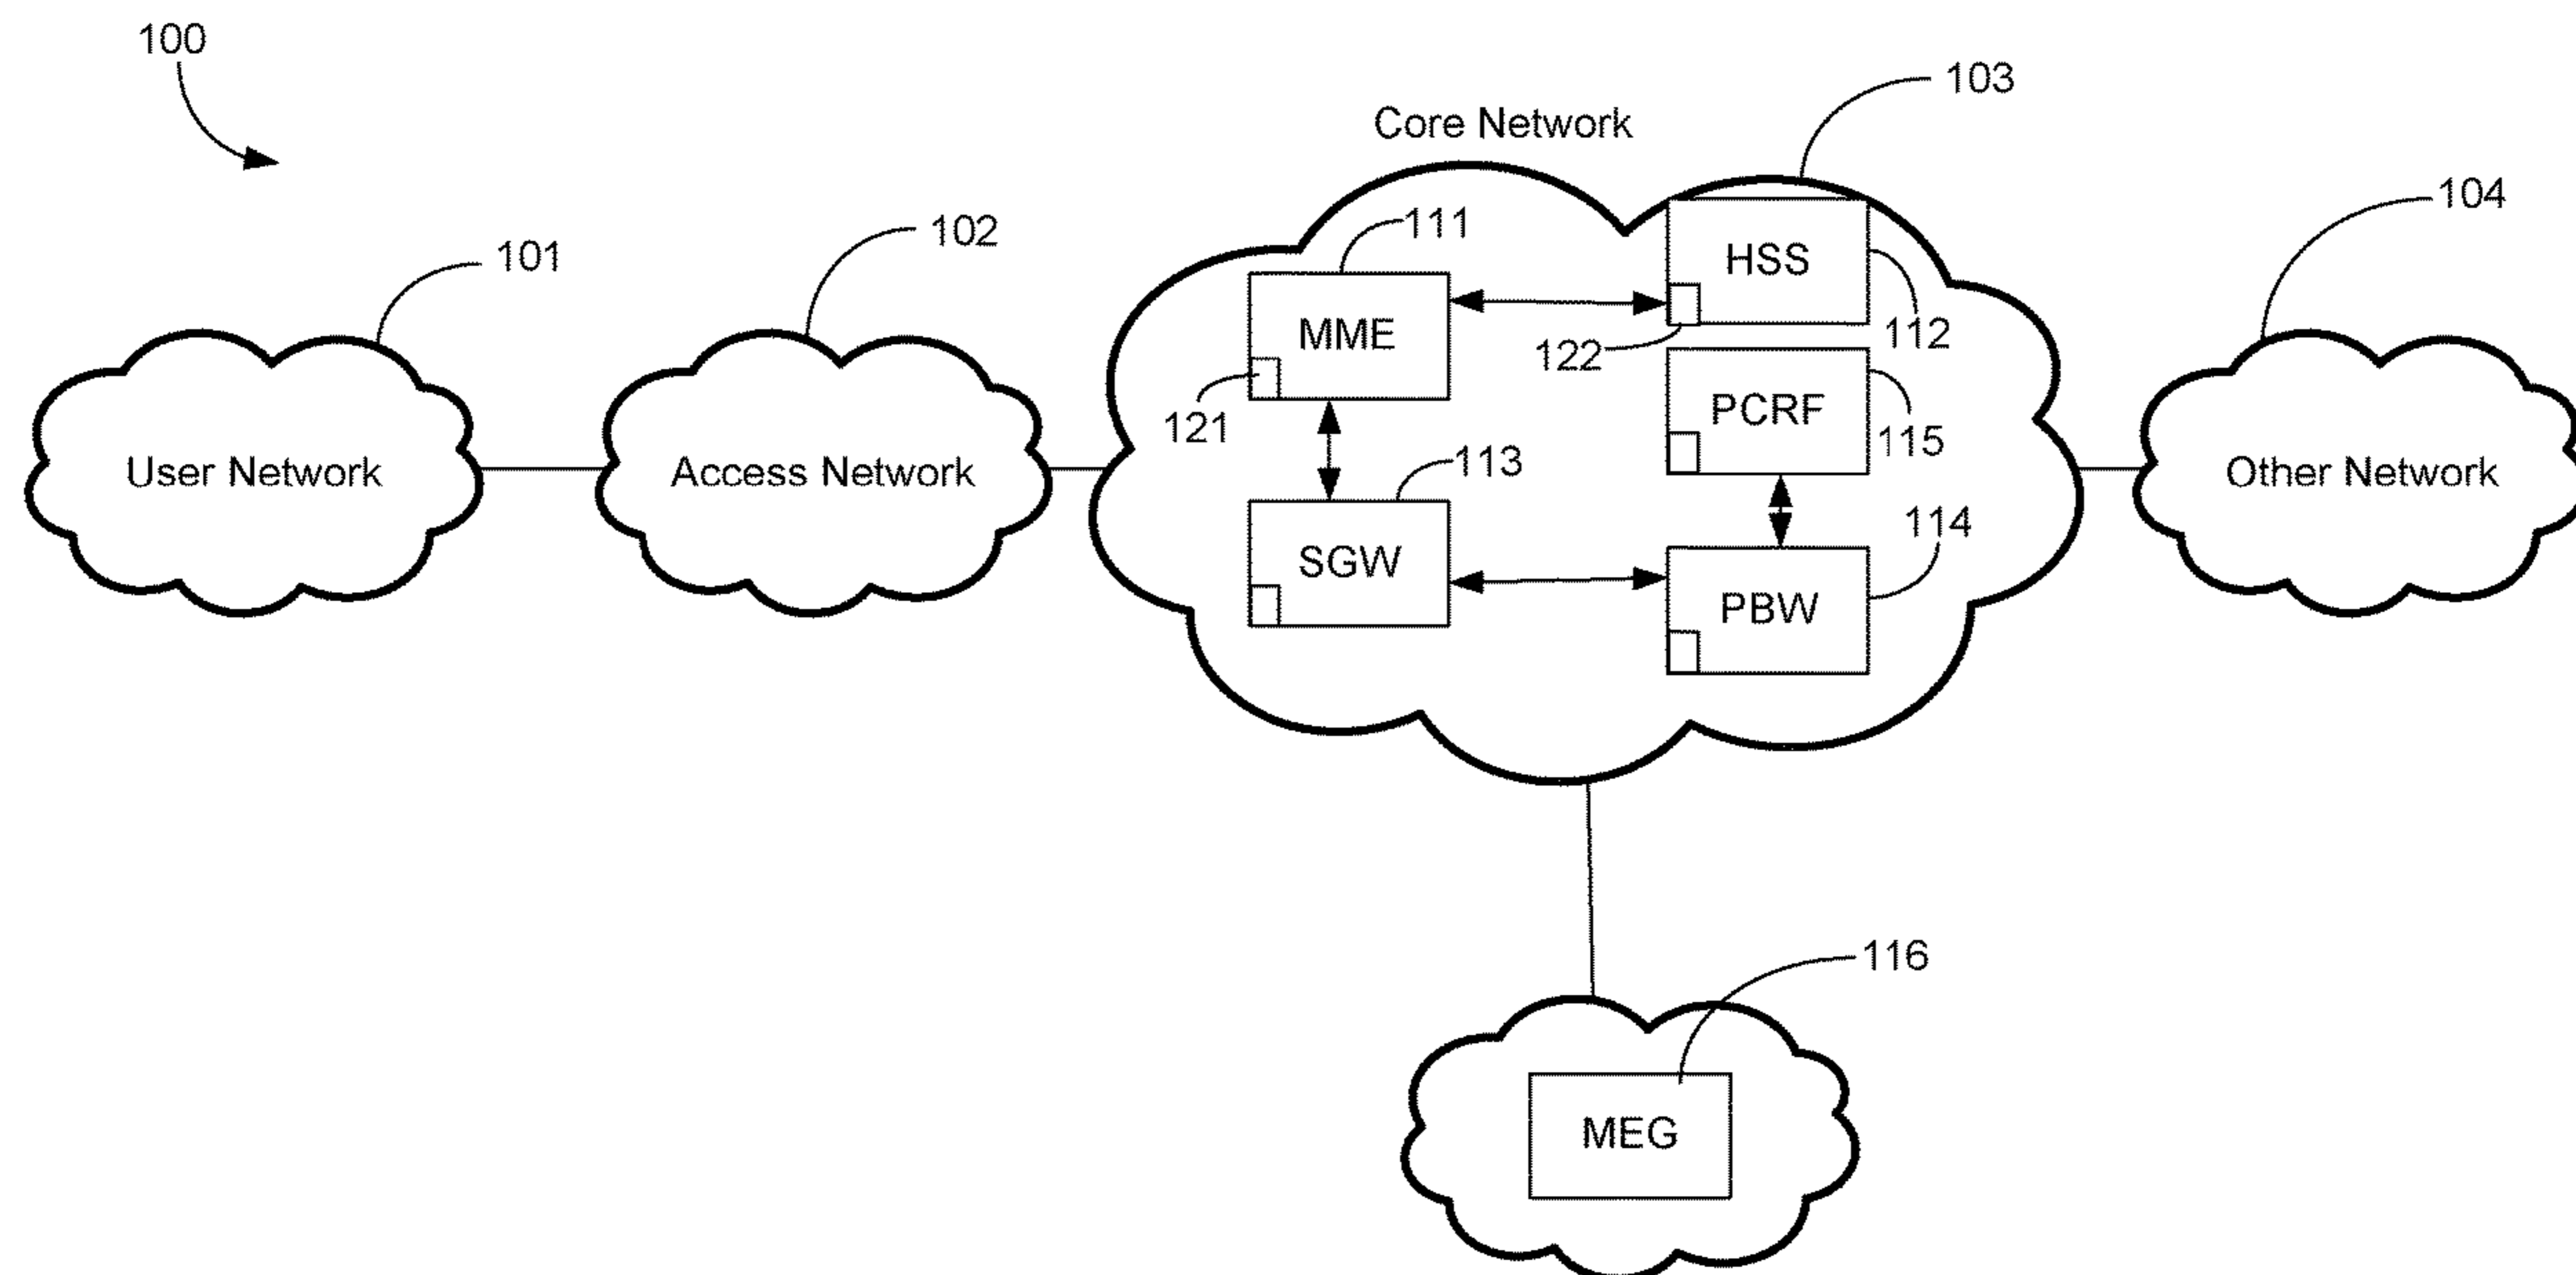 100
103
Core Network
104
111
102
101
HSS
MME
122
112
121
PCRF
115
113
User Network
Access Network
Other Network
114
SGW
PBW
116
MEG